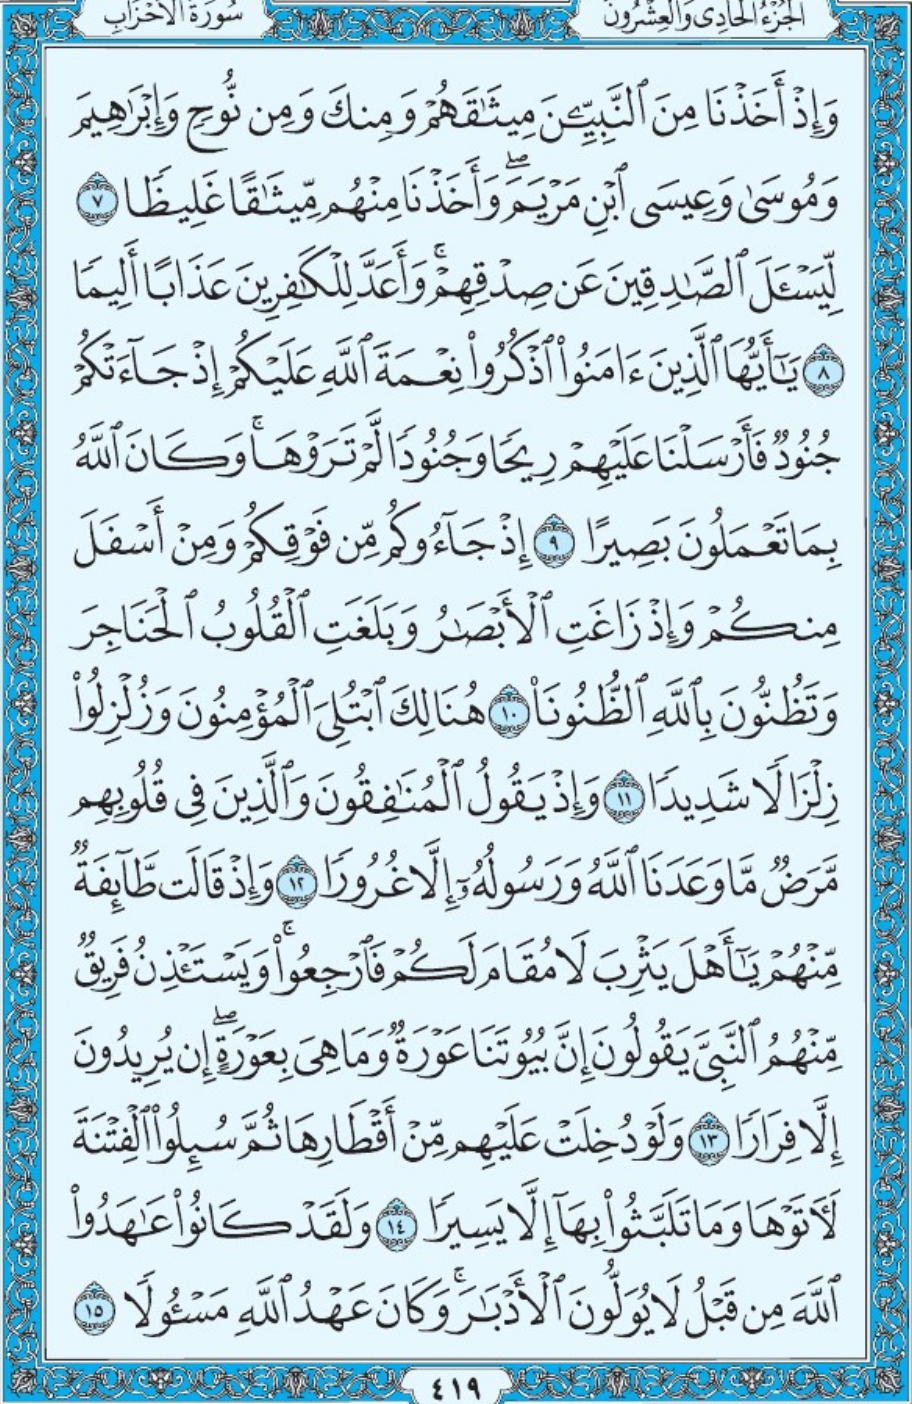 الجُزْءُ الحَادِي وَالعِشْرُونَ
سُورَةُ الأَحْزَابِ
وَإِذْ أَخَذْنَا مِنَ ٱلنَّبِيِّـۧنَ مِيثَٰقَهُمْ وَمِنكَ وَمِن نُّوحٍ وَإِبْرَٰهِيمَ
وَمُوسَىٰ وَعِيسَى ٱبْنِ مَرْيَمَۖ وَأَخَذْنَا مِنْهُم مِّيثَٰقًا غَلِيظًا ٧
لِّيَسْـَٔلَ ٱلصَّٰدِقِينَ عَن صِدْقِهِمْۚ وَأَعَدَّ لِلْكَٰفِرِينَ عَذَابًا أَلِيمًا
٨ يَٰٓأَيُّهَا ٱلَّذِينَ ءَامَنُوا۟ ٱذْكُرُوا۟ نِعْمَةَ ٱللَّهِ عَلَيْكُمْ إِذْ جَآءَتْكُمْ
جُنُودٌ فَأَرْسَلْنَا عَلَيْهِمْ رِيحًا وَجُنُودًا لَّمْ تَرَوْهَاۚ وَكَانَ ٱللَّهُ
بِمَا تَعْمَلُونَ بَصِيرًا ٩ إِذْ جَآءُوكُم مِّن فَوْقِكُمْ وَمِنْ أَسْفَلَ
مِنكُمْ وَإِذْ زَاغَتِ ٱلْأَبْصَٰرُ وَبَلَغَتِ ٱلْقُلُوبُ ٱلْحَنَاجِرَ
وَتَظُنُّونَ بِٱللَّهِ ٱلظُّنُونَا۠ ١٠ هُنَالِكَ ٱبْتُلِيَ ٱلْمُؤْمِنُونَ وَزُلْزِلُوا۟
زِلْزَالًا شَدِيدًا ١١ وَإِذْ يَقُولُ ٱلْمُنَٰفِقُونَ وَٱلَّذِينَ فِى قُلُوبِهِم
مَّرَضٌ مَّا وَعَدَنَا ٱللَّهُ وَرَسُولُهُۥٓ إِلَّا غُرُورًا ١٢ وَإِذْ قَالَت طَّآئِفَةٌ
مِّنْهُمْ يَٰٓأَهْلَ يَثْرِبَ لَا مُقَامَ لَكُمْ فَٱرْجِعُوا۟ۚ وَيَسْتَـْٔذِنُ فَرِيقٌ
مِّنْهُمُ ٱلنَّبِىَّ يَقُولُونَ إِنَّ بُيُوتَنَا عَوْرَةٌ وَمَا هِىَ بِعَوْرَةٍۖ إِن يُرِيدُونَ
إِلَّا فِرَارًا ١٣ وَلَوْ دُخِلَتْ عَلَيْهِم مِّنْ أَقْطَارِهَا ثُمَّ سُئِلُوا۟ ٱلْفِتْنَةَ
لَـَٔاتَوْهَا وَمَا تَلَبَّثُوا۟ بِهَآ إِلَّا يَسِيرًا ١٤ وَلَقَدْ كَانُوا۟ عَٰهَدُوا۟
ٱللَّهَ مِن قَبْلُ لَا يُوَلُّونَ ٱلْأَدْبَٰرَۚ وَكَانَ عَهْدُ ٱللَّهِ مَسْـُٔولًا ١٥
٤١٩